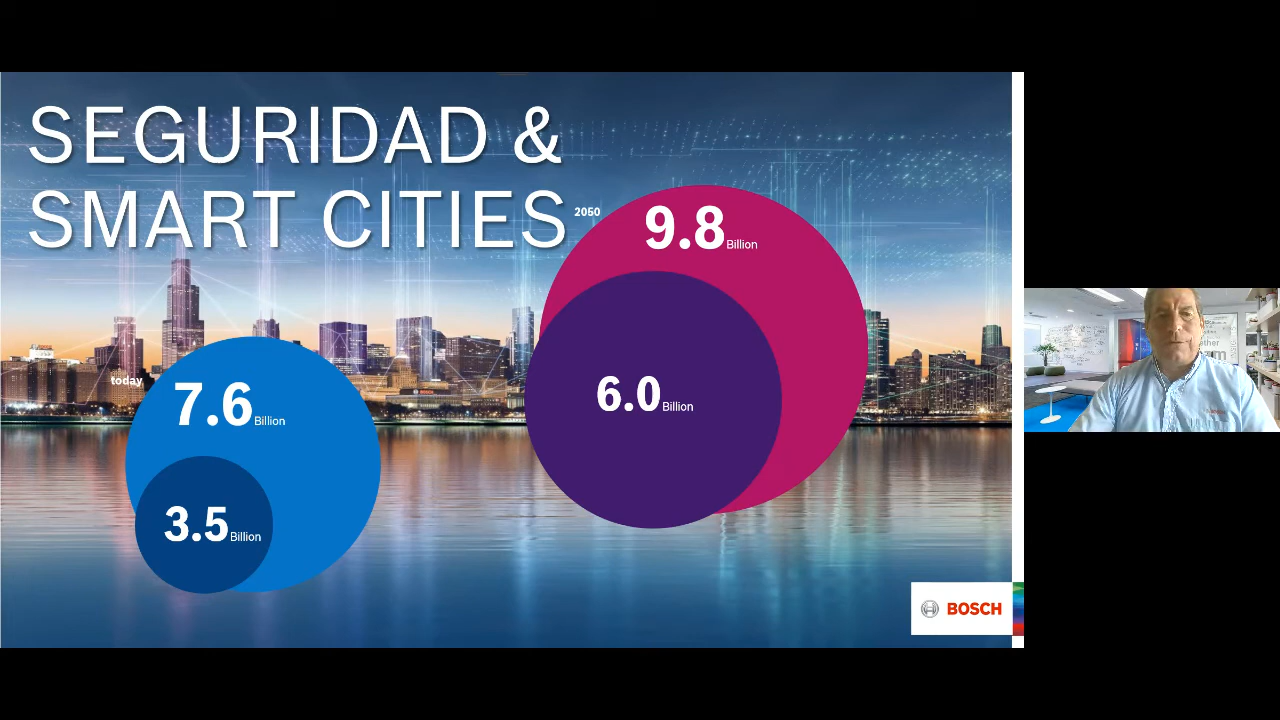 SEGURIDAD &
SMART CITIES
2050
9.8 Billion
6.0 Billion
today
7.6 Billion
3.5 Billion
BOSCH